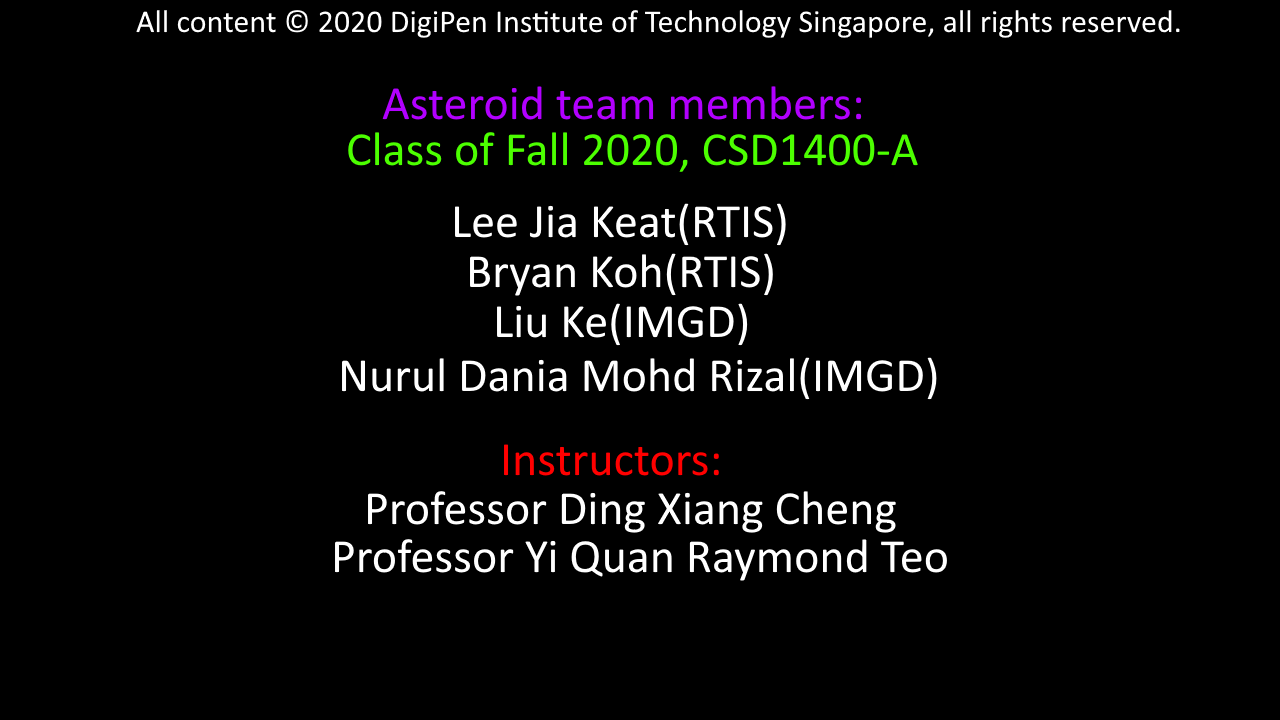 All content © 2020 DigiPen Institute of Technology Singapore, all rights reserved.
Asteroid team members:
Class of Fall 2020, CSD1400-A
Lee Jia Keat(RTIS)
Bryan Koh(RTIS)
Liu Ke(IMGD)
Nurul Dania Mohd Rizal(IMGD)
Instructors:
Professor Ding Xiang Cheng
Professor Yi Quan Raymond Teo